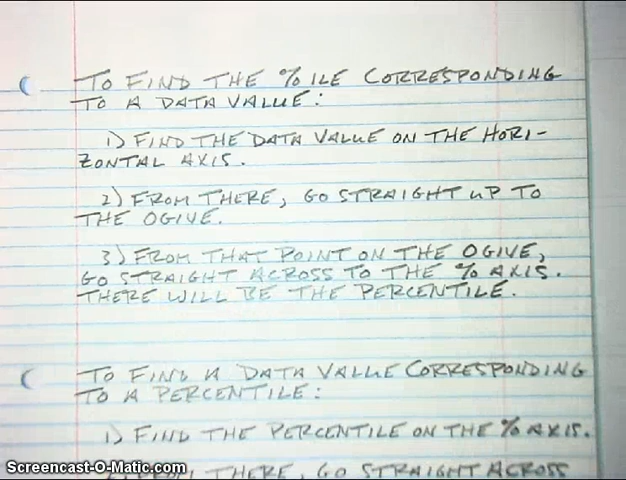 TO FIND THE %ILE CORRESPONDING
TO A DATA VALUE:
1) FIND THE DATA VALUE ON THE HORI-
ZONTAL AXIS.
2) FROM THERE, GO STRAIGHT UP TO
THE OGIVE.
3) FROM THAT POINT ON THE OGIVE,
GO STRAIGHT ACROSS TO THE % AXIS.
THERE WILL BE THE PERCENTILE.
TO FIND A DATA VALUE CORRESPONDING
TO A PERCENTILE:
1) FIND THE PERCENTILE ON THE % AXIS.
FROM THERE, GO STRAIGHT ACROSS
Screencast-O-Matic.com